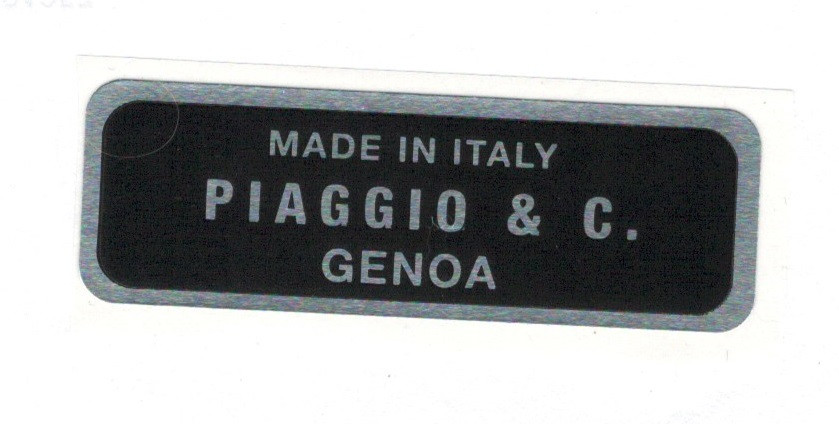 MADE IN ITALY
PIAGGIO & C.
GENOA